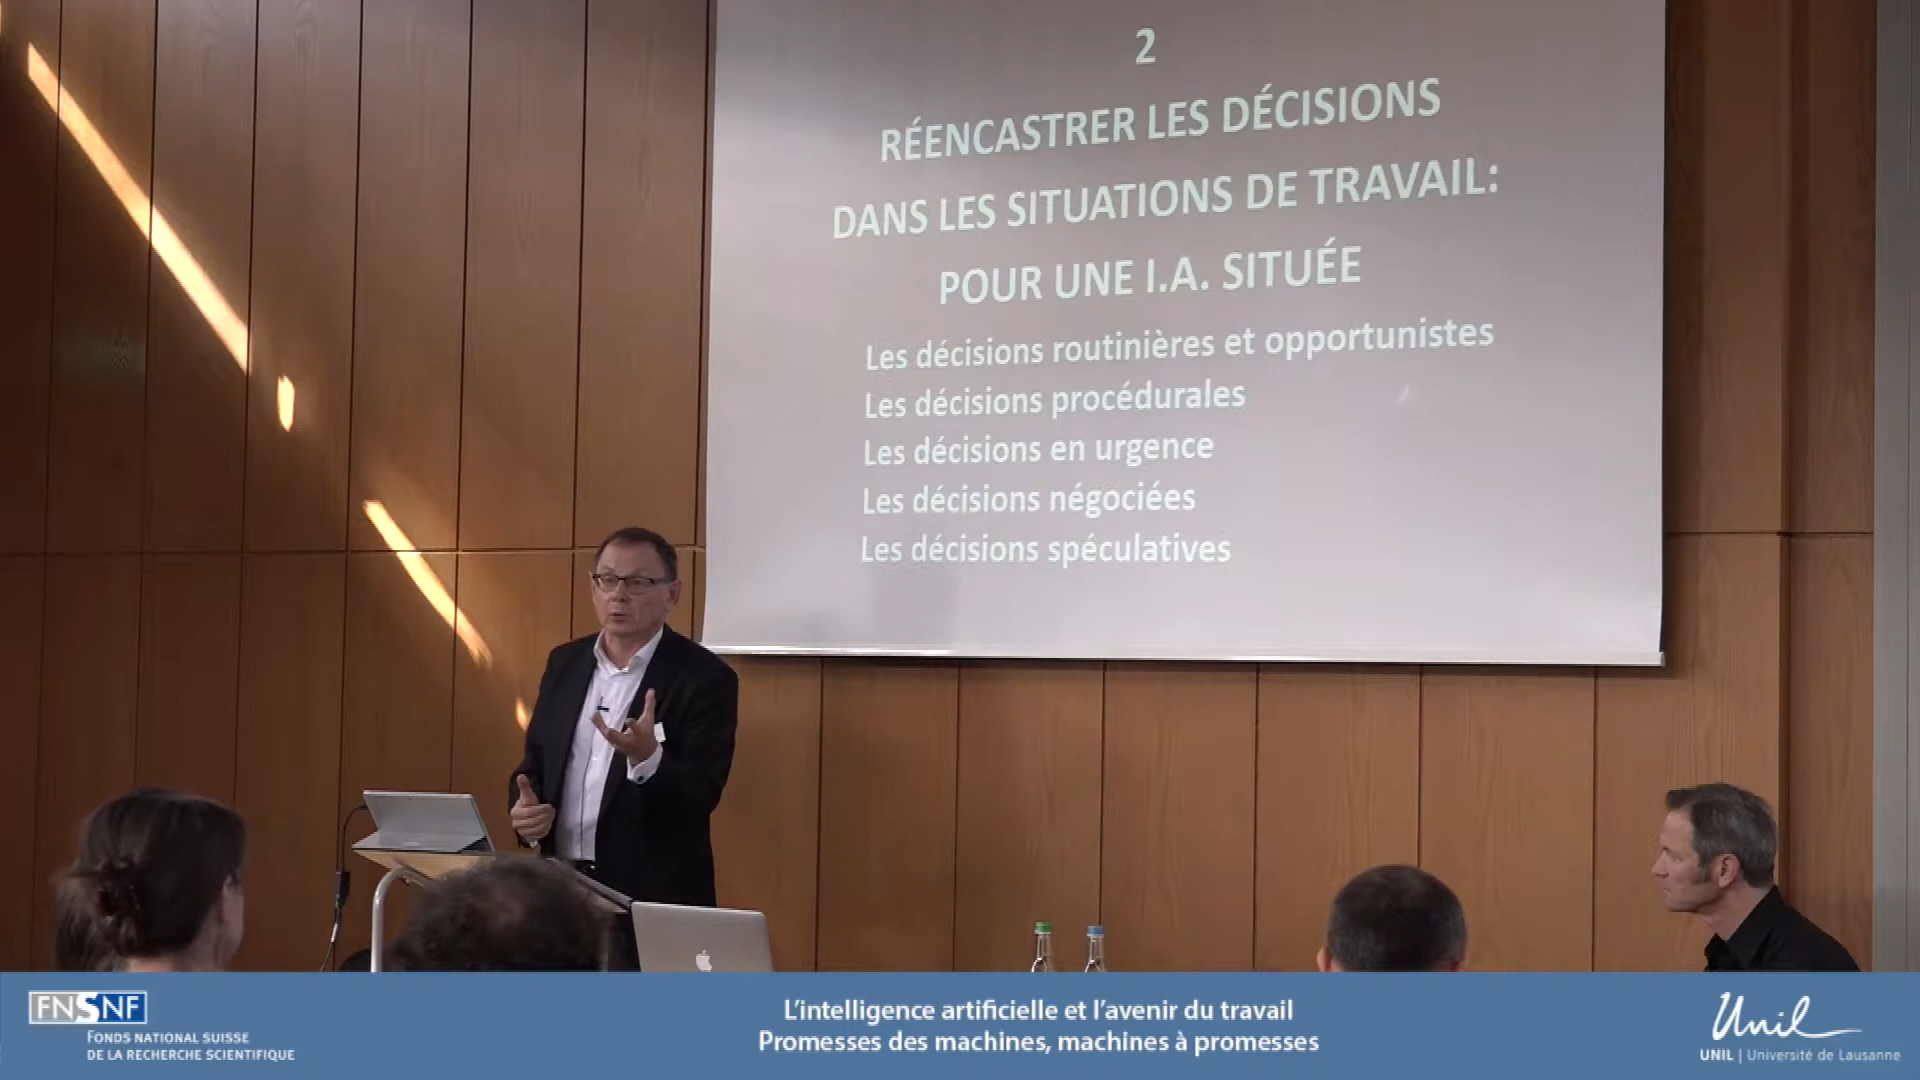 2
RÉENCASTRER LES DÉCISIONS
DANS LES SITUATIONS DE TRAVAIL:
POUR UNE I.A. SITUÉE
Les décisions routinières et opportunistes
Les décisions procédurales
Les décisions en urgence
Les décisions négociées
Les décisions spéculatives
FNSNF
FONDS NATIONAL SUISSE
DE LA RECHERCHE SCIENTIFIQUE
L'intelligence artificielle et l'avenir du travail
Promesses des machines, machines à promesses
Unil
UNIL | Université de Lausanne